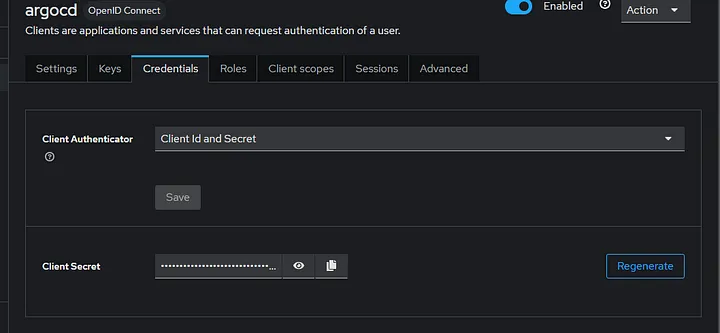 argocd OpenID Connect Enabled Action
Clients are applications and services that can request authentication of a user.
Settings Keys Credentials Roles Client scopes Sessions Advanced
Client Authenticator Client Id and Secret
Save
Client Secret ••••••••••••••••••••••••••••• ... Regenerate